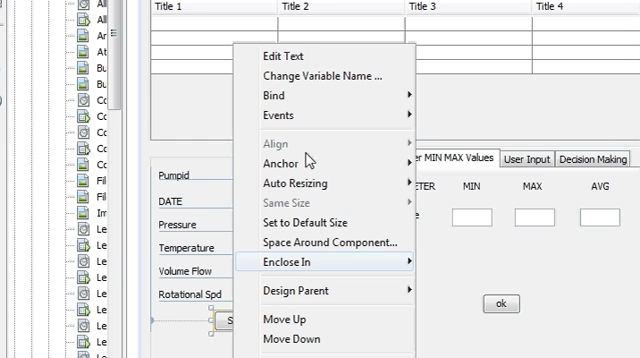 Title 1 Title 2 Title 3 Title 4
Edit Text
Change Variable Name ...
Bind
Events
Align
Anchor
Auto Resizing
Same Size
Set to Default Size
Space Around Component...
Enclose In
Design Parent
Move Up
Move Down
Pumpid
DATE
Pressure
Temperature
Volume Flow
Rotational Spd
MIN MAX Values User Input Decision Making
MIN MAX AVG
ok